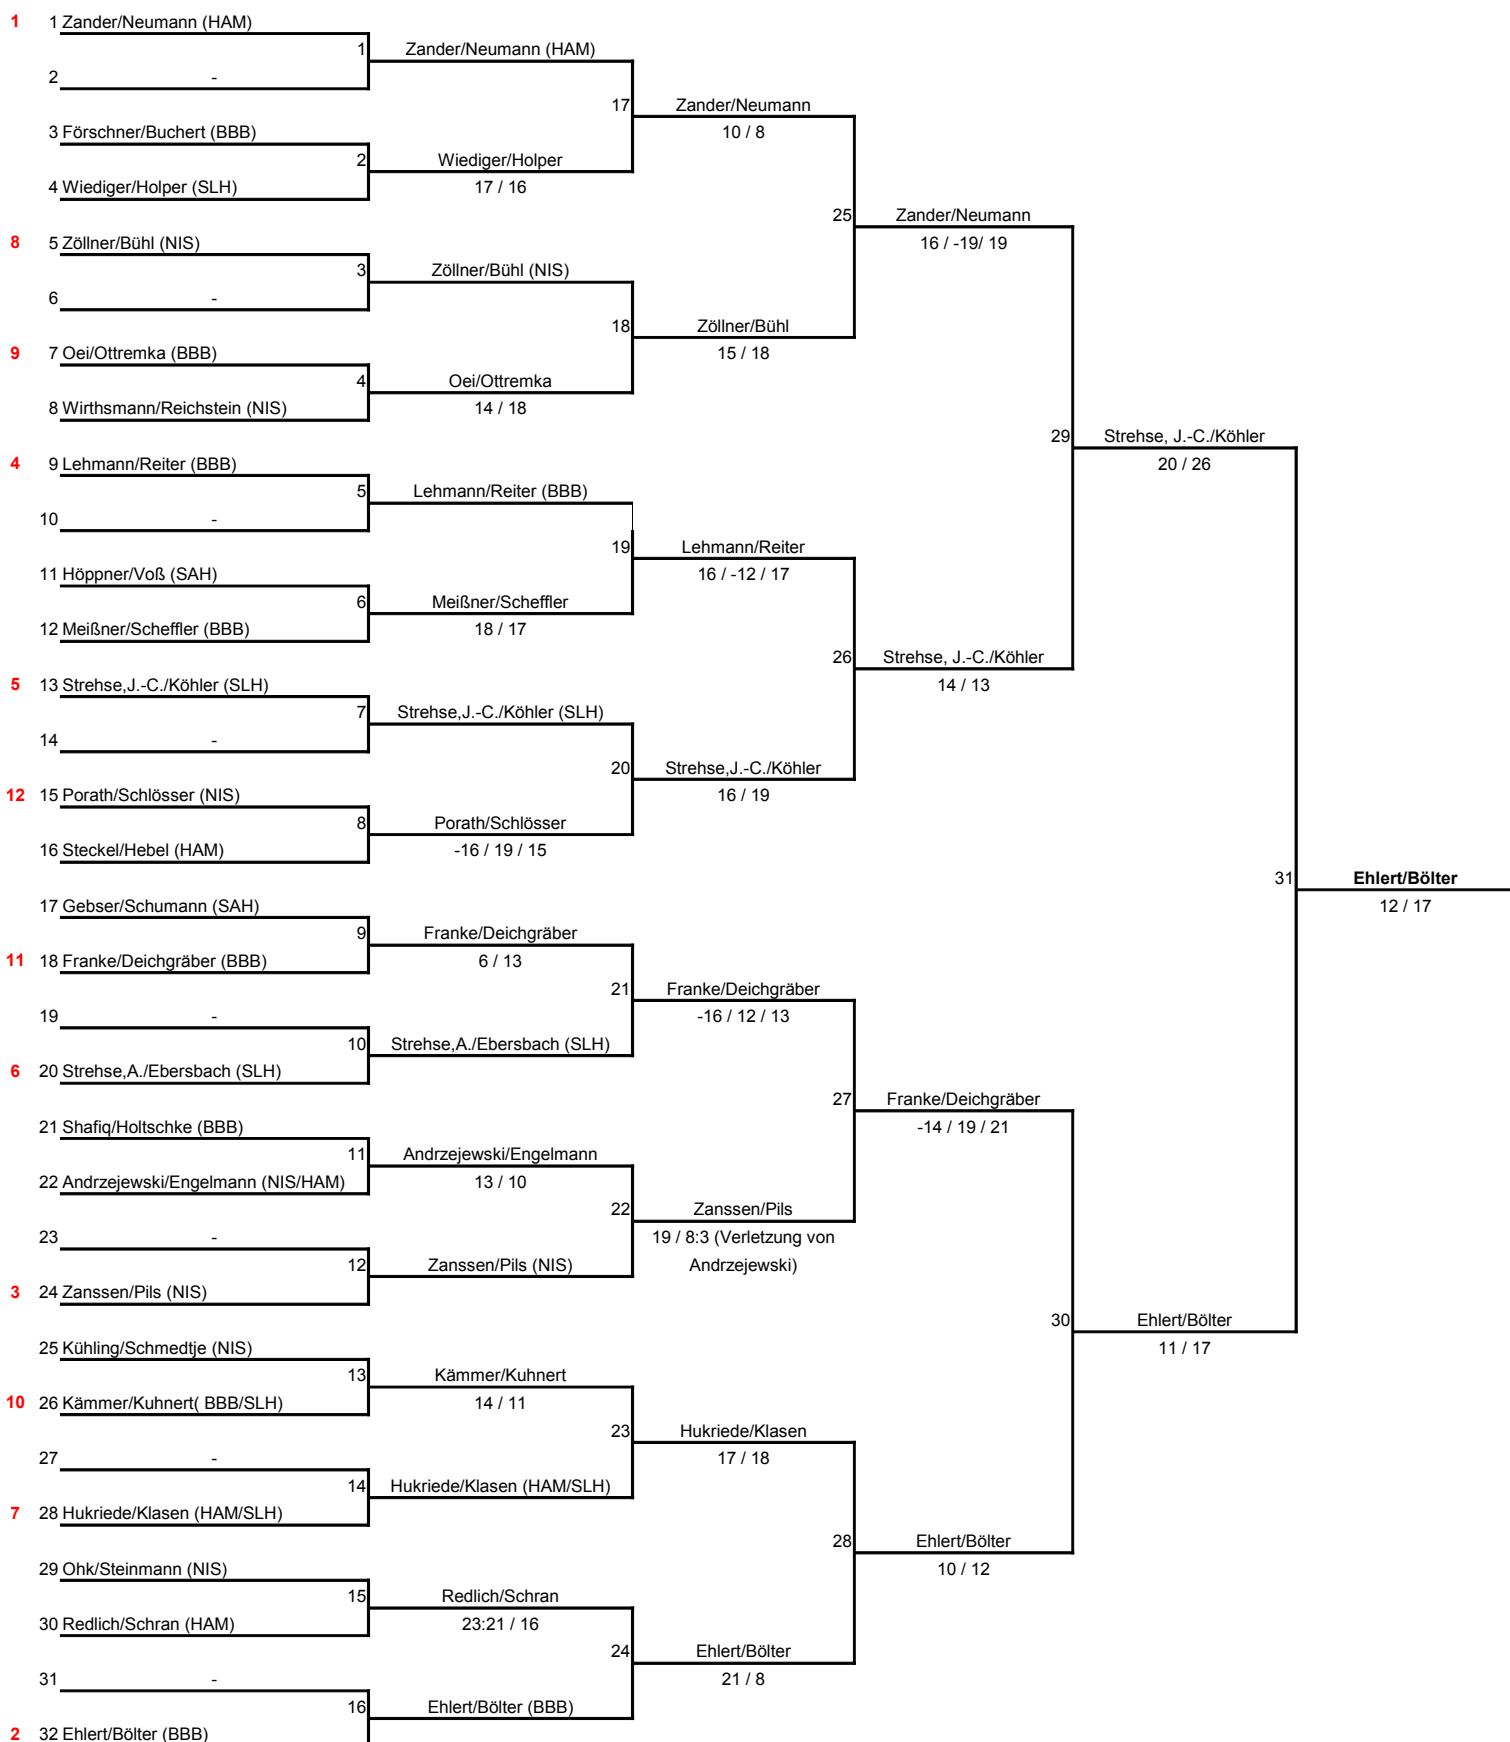 1 1 Zander/Neumann (HAM)
1 Zander/Neumann (HAM)
2 -
17 Zander/Neumann
3 Förschner/Buchert (BBB) 10 / 8
2 Wiediger/Holper
4 Wiediger/Holper (SLH) 17 / 16
25 Zander/Neumann
8 5 Zöllner/Bühl (NIS) 16 / -19/ 19
3 Zöllner/Bühl (NIS)
6 -
18 Zöllner/Bühl
9 7 Oei/Ottremka (BBB) 15 / 18
4 Oei/Ottremka
8 Wirthsmann/Reichstein (NIS) 14 / 18
29 Strehse, J.-C./Köhler
4 9 Lehmann/Reiter (BBB) 20 / 26
5 Lehmann/Reiter (BBB)
10 -
19 Lehmann/Reiter
11 Höppner/Voß (SAH) 16 / -12 / 17
6 Meißner/Scheffler
12 Meißner/Scheffler (BBB) 18 / 17
26 Strehse, J.-C./Köhler
5 13 Strehse,J.-C./Köhler (SLH) 14 / 13
7 Strehse,J.-C./Köhler (SLH)
14 -
20 Strehse,J.-C./Köhler
12 15 Porath/Schlösser (NIS) 16 / 19
8 Porath/Schlösser
16 Steckel/Hebel (HAM) -16 / 19 / 15
31 Ehlert/Bölter
17 Gebser/Schumann (SAH) 12 / 17
9 Franke/Deichgräber
11 18 Franke/Deichgräber (BBB) 6 / 13
21 Franke/Deichgräber
19 - -16 / 12 / 13
10 Strehse,A./Ebersbach (SLH)
6 20 Strehse,A./Ebersbach (SLH)
27 Franke/Deichgräber
21 Shafiq/Holtschke (BBB) -14 / 19 / 21
11 Andrzejewski/Engelmann
22 Andrzejewski/Engelmann (NIS/HAM) 13 / 10
22 Zanssen/Pils
23 - 19 / 8:3 (Verletzung von
12 Zanssen/Pils (NIS) Andrzejewski)
3 24 Zanssen/Pils (NIS)
30 Ehlert/Bölter
25 Kühling/Schmedtje (NIS) 11 / 17
13 Kämmer/Kuhnert
10 26 Kämmer/Kuhnert( BBB/SLH) 14 / 11
23 Hukriede/Klasen
27 - 17 / 18
14 Hukriede/Klasen (HAM/SLH)
7 28 Hukriede/Klasen (HAM/SLH)
28 Ehlert/Bölter
29 Ohk/Steinmann (NIS) 10 / 12
15 Redlich/Schran
30 Redlich/Schran (HAM) 23:21 / 16
24 Ehlert/Bölter
31 - 21 / 8
16 Ehlert/Bölter (BBB)
2 32 Ehlert/Bölter (BBB)